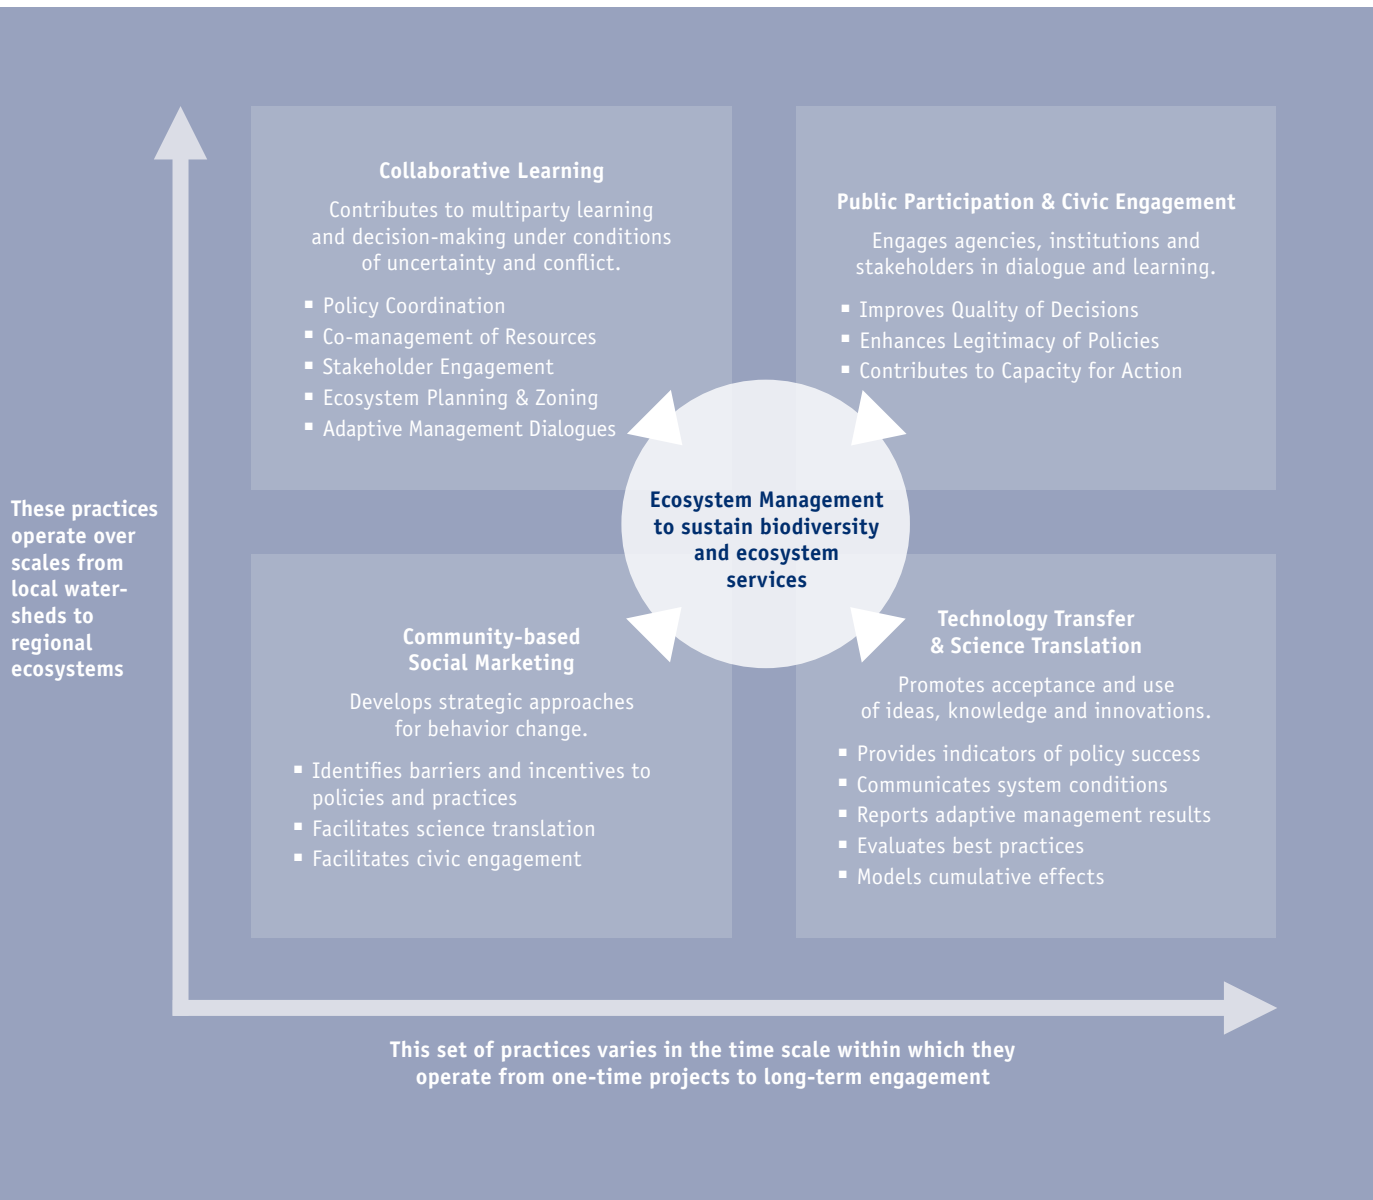 Collaborative Learning
Contributes to multiparty learning
and decision-making under conditions
of uncertainty and conflict.
▪ Policy Coordination
▪ Co-management of Resources
▪ Stakeholder Engagement
▪ Ecosystem Planning & Zoning
▪ Adaptive Management Dialogues
Public Participation & Civic Engagement
Engages agencies, institutions and
stakeholders in dialogue and learning.
▪ Improves Quality of Decisions
▪ Enhances Legitimacy of Policies
▪ Contributes to Capacity for Action
These practices
operate over
scales from
local water-
sheds to
regional
ecosystems
Ecosystem Management
to sustain biodiversity
and ecosystem
services
Community-based
Social Marketing
Develops strategic approaches
for behavior change.
▪ Identifies barriers and incentives to
policies and practices
▪ Facilitates science translation
▪ Facilitates civic engagement
Technology Transfer
& Science Translation
Promotes acceptance and use
of ideas, knowledge and innovations.
▪ Provides indicators of policy success
▪ Communicates system conditions
▪ Reports adaptive management results
▪ Evaluates best practices
▪ Models cumulative effects
This set of practices varies in the time scale within which they
operate from one-time projects to long-term engagement